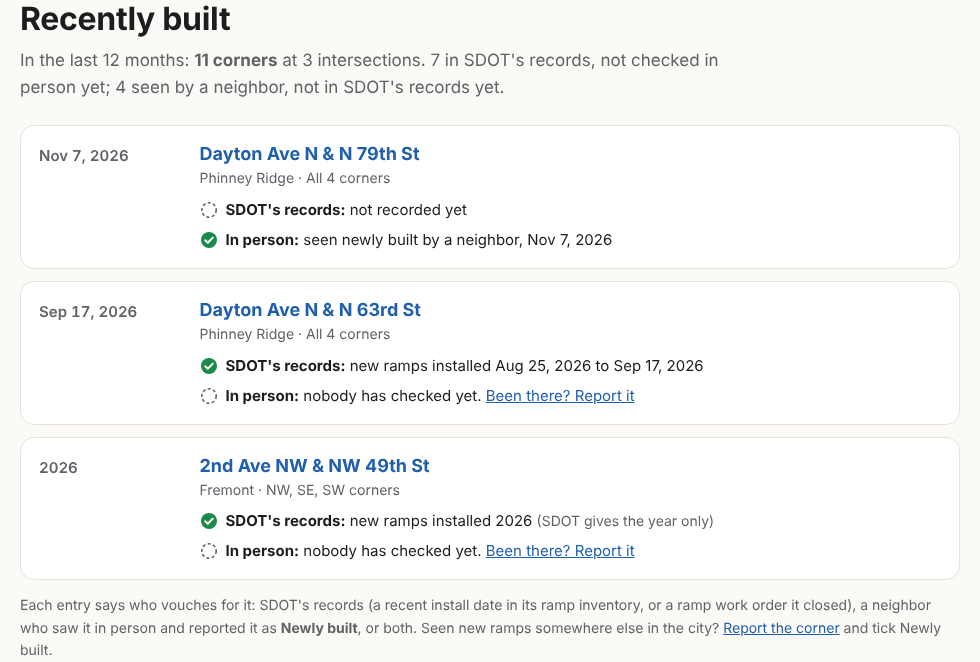 Recently built
In the last 12 months: 11 corners at 3 intersections. 7 in SDOT's records, not checked in
person yet; 4 seen by a neighbor, not in SDOT's records yet.
Nov 7, 2026
Dayton Ave N & N 79th St
Phinney Ridge · All 4 corners
SDOT's records: not recorded yet
In person: seen newly built by a neighbor, Nov 7, 2026
Sep 17, 2026
Dayton Ave N & N 63rd St
Phinney Ridge · All 4 corners
SDOT's records: new ramps installed Aug 25, 2026 to Sep 17, 2026
In person: nobody has checked yet. Been there? Report it
2026
2nd Ave NW & NW 49th St
Fremont · NW, SE, SW corners
SDOT's records: new ramps installed 2026 (SDOT gives the year only)
In person: nobody has checked yet. Been there? Report it
Each entry says who vouches for it: SDOT's records (a recent install date in its ramp inventory, or a ramp work order it closed), a neighbor
who saw it in person and reported it as Newly built, or both. Seen new ramps somewhere else in the city? Report the corner and tick Newly
built.